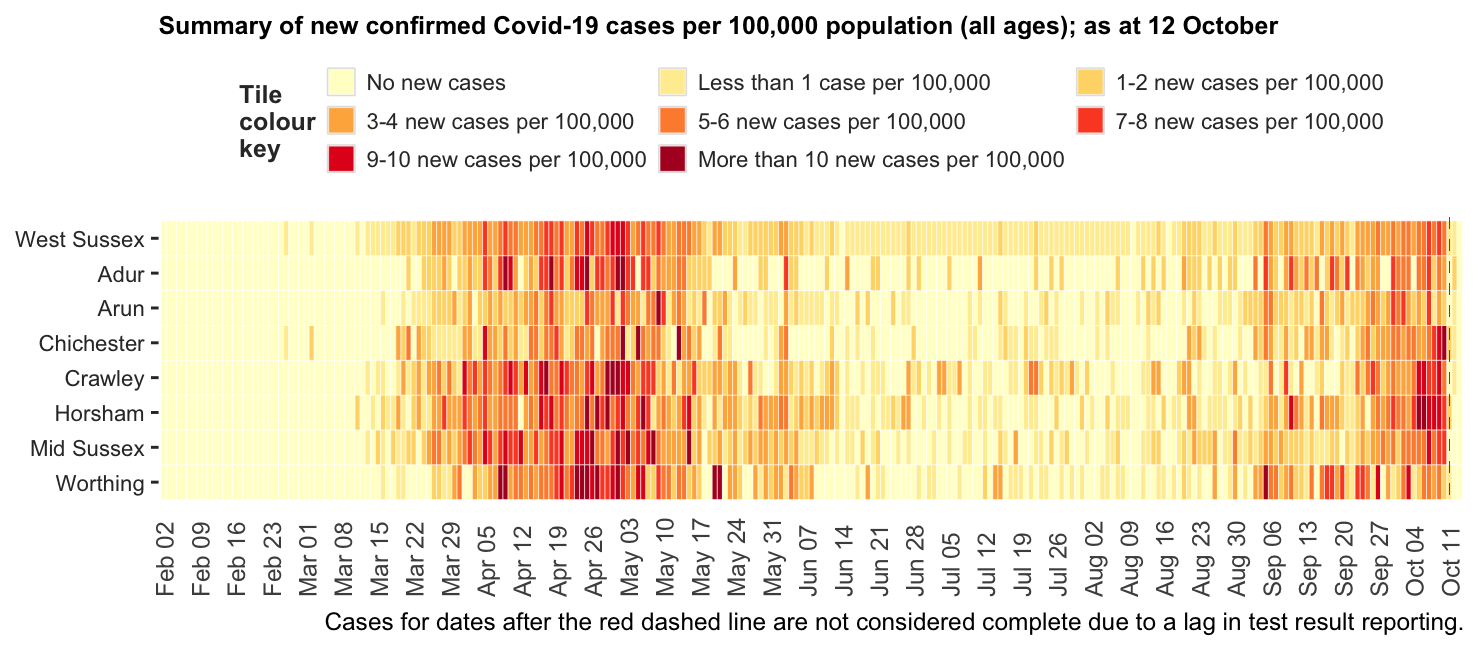 Summary of new confirmed Covid-19 cases per 100,000 population (all ages); as at 12 October
Tile
colour
key
No new cases
Less than 1 case per 100,000
1-2 new cases per 100,000
3-4 new cases per 100,000
5-6 new cases per 100,000
7-8 new cases per 100,000
9-10 new cases per 100,000
More than 10 new cases per 100,000
West Sussex
Adur
Arun
Chichester
Crawley
Horsham
Mid Sussex
Worthing
Feb 02
Feb 09
Feb 16
Feb 23
Mar 01
Mar 08
Mar 15
Mar 22
Mar 29
Apr 05
Apr 12
Apr 19
Apr 26
May 03
May 10
May 17
May 24
May 31
Jun 07
Jun 14
Jun 21
Jun 28
Jul 05
Jul 12
Jul 19
Jul 26
Aug 02
Aug 09
Aug 16
Aug 23
Aug 30
Sep 06
Sep 13
Sep 20
Sep 27
Oct 04
Oct 11
Cases for dates after the red dashed line are not considered complete due to a lag in test result reporting.